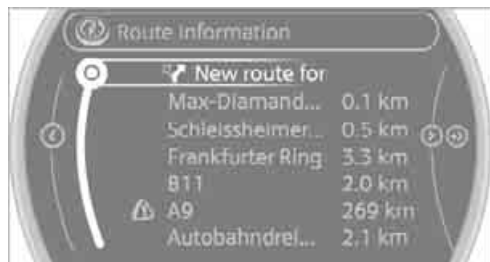 Route information
New route for
Max-Diamand... 0.1 km
Schleissheimer... 0.5 km
Frankfurter Ring 3.3 km
B11 2.0 km
A9 269 km
Autobahndrei... 2.1 km